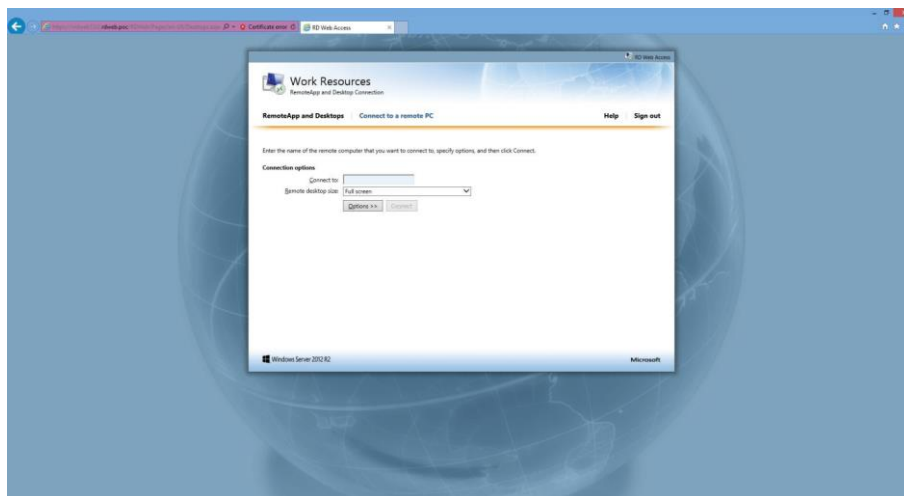 Certificate error
RD Web Access
RD Web Access
Work Resources
RemoteApp and Desktop Connection
RemoteApp and Desktops
Connect to a remote PC
Help
Sign out
Enter the name of the remote computer that you want to connect to, specify options, and then click Connect.
Connection options
Connect to:
Remote desktop size:
Full screen
Options >>
Connect
Windows Server 2012 R2
Microsoft